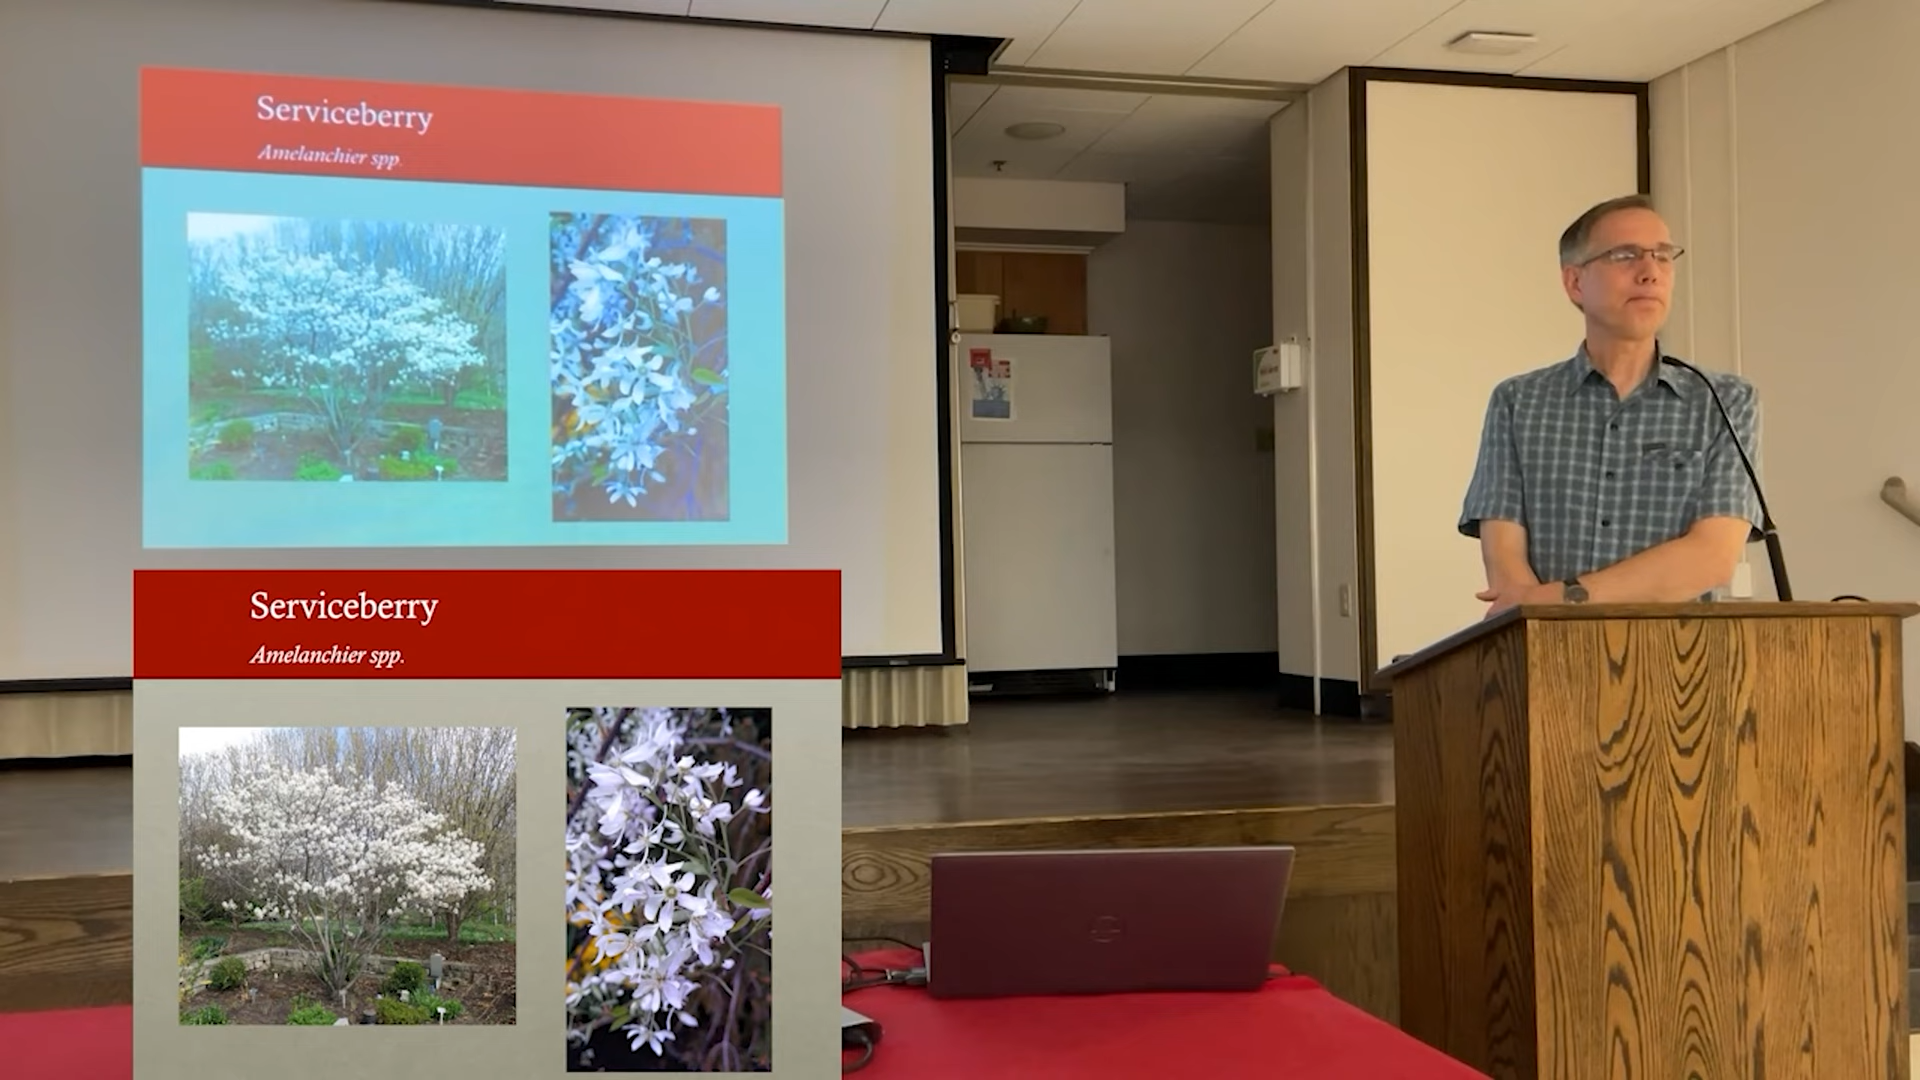 Serviceberry
Amelanchier spp.
Serviceberry
Amelanchier spp.